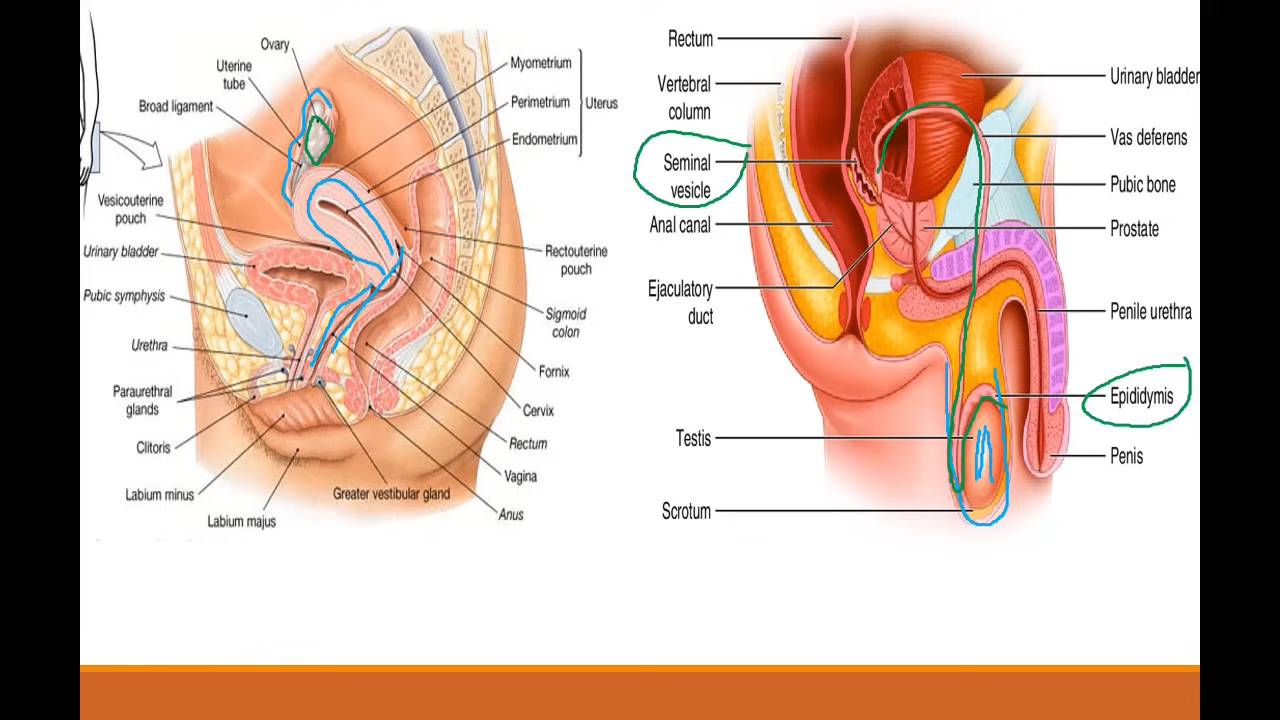 Ovary
Uterine
tube
Broad ligament
Vesicouterine
pouch
Urinary bladder
Pubic symphysis
Urethra
Paraurethral
glands
Clitoris
Labium minus
Labium majus
Myometrium
Perimetrium
Endometrium
Uterus
Rectouterine
pouch
Sigmoid
colon
Fornix
Cervix
Rectum
Vagina
Anus
Greater vestibular gland
Rectum
Vertebral
column
Seminal
vesicle
Anal canal
Ejaculatory
duct
Testis
Scrotum
Urinary bladder
Vas deferens
Pubic bone
Prostate
Penile urethra
Epididymis
Penis